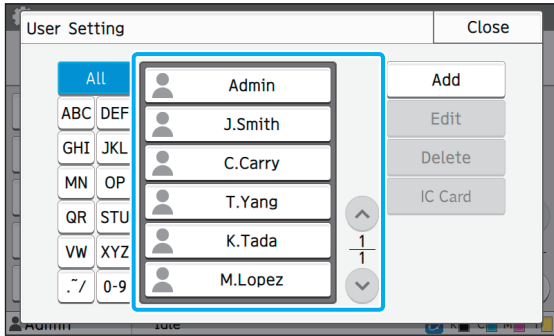 User Setting
Close
All
ABC DEF
GHI JKL
MN OP
QR STU
VW XYZ
.~/ 0-9
Admin
J.Smith
C.Carry
T.Yang
K.Tada
M.Lopez
1
1
Add
Edit
Delete
IC Card
Admin
Idle
K C M